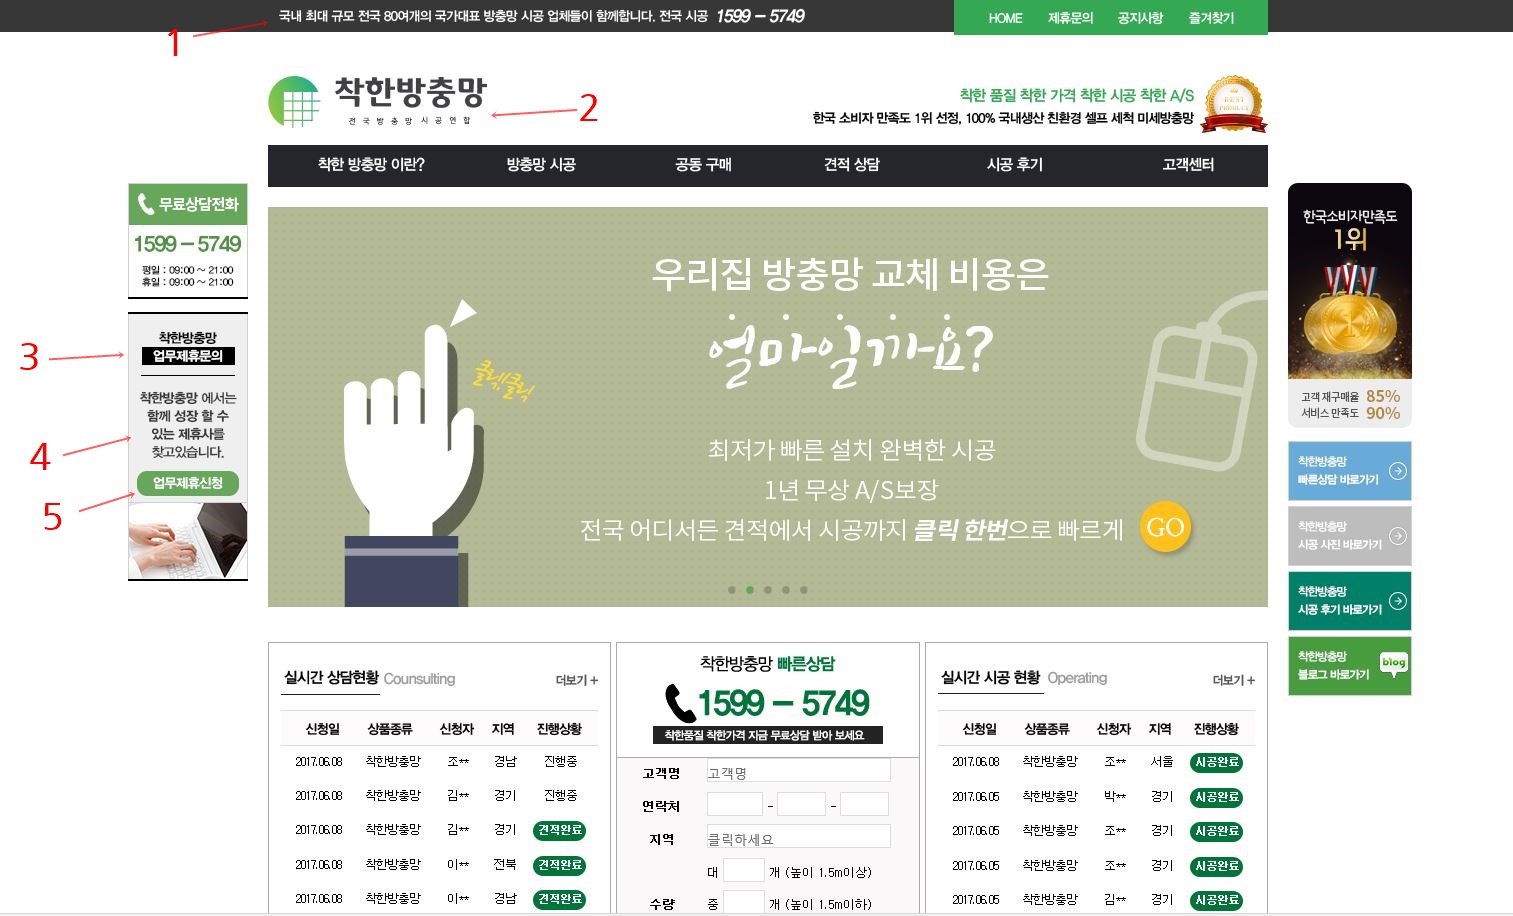 국내 최대 규모 전국 80여개의 국가대표 방충망 시공 업체들이 함께합니다. 전국 시공 1599 - 5749
HOME 제휴문의 공지사항 즐겨찾기
1
착한방충망
전국방충망시공연합
2
착한 품질 착한 가격 착한 시공 착한 A/S
한국 소비자 만족도 1위 선정, 100% 국내생산 친환경 셀프 세척 미세방충망
BEST
PRODUCT
착한 방충망 이란? 방충망 시공 공동 구매 견적 상담 시공 후기 고객센터
무료상담전화
1599 - 5749
평일 : 09:00 ~ 21:00
휴일 : 09:00 ~ 21:00
3
착한방충망
업무제휴문의
4
착한방충망 에서는
함께 성장 할 수
있는 제휴사를
찾고있습니다.
5
업무제휴신청
우리집 방충망 교체 비용은
얼마일까요?
클릭!클릭!
최저가 빠른 설치 완벽한 시공
1년 무상 A/S보장
전국 어디서든 견적에서 시공까지 클릭 한번으로 빠르게 GO
한국소비자만족도
1위
고객 재구매율 85%
서비스 만족도 90%
착한방충망
빠른상담 바로가기
착한방충망
시공 사진 바로가기
착한방충망
시공 후기 바로가기
착한방충망
블로그 바로가기
blog
실시간 상담현황 Counsulting 더보기 +
신청일 상품종류 신청자 지역 진행상황
2017.06.08 착한방충망 조** 경남 진행중
2017.06.08 착한방충망 김** 경기 진행중
2017.06.08 착한방충망 김** 경기 견적완료
2017.06.08 착한방충망 이** 전북 견적완료
2017.06.08 착한방충망 이** 경남 견적완료
착한방충망 빠른상담
1599 - 5749
착한품질 착한가격 지금 무료상담 받아 보세요
고객명 고객명
연락처 - -
지역 클릭하세요
대 개 (높이 1.5m이상)
수량 중 개 (높이 1.5m이하)
실시간 시공 현황 Operating 더보기 +
신청일 상품종류 신청자 지역 진행상황
2017.06.08 착한방충망 조** 서울 시공완료
2017.06.05 착한방충망 박** 경기 시공완료
2017.06.05 착한방충망 조** 경기 시공완료
2017.06.05 착한방충망 조** 경기 시공완료
2017.06.05 착한방충망 김** 경기 시공완료